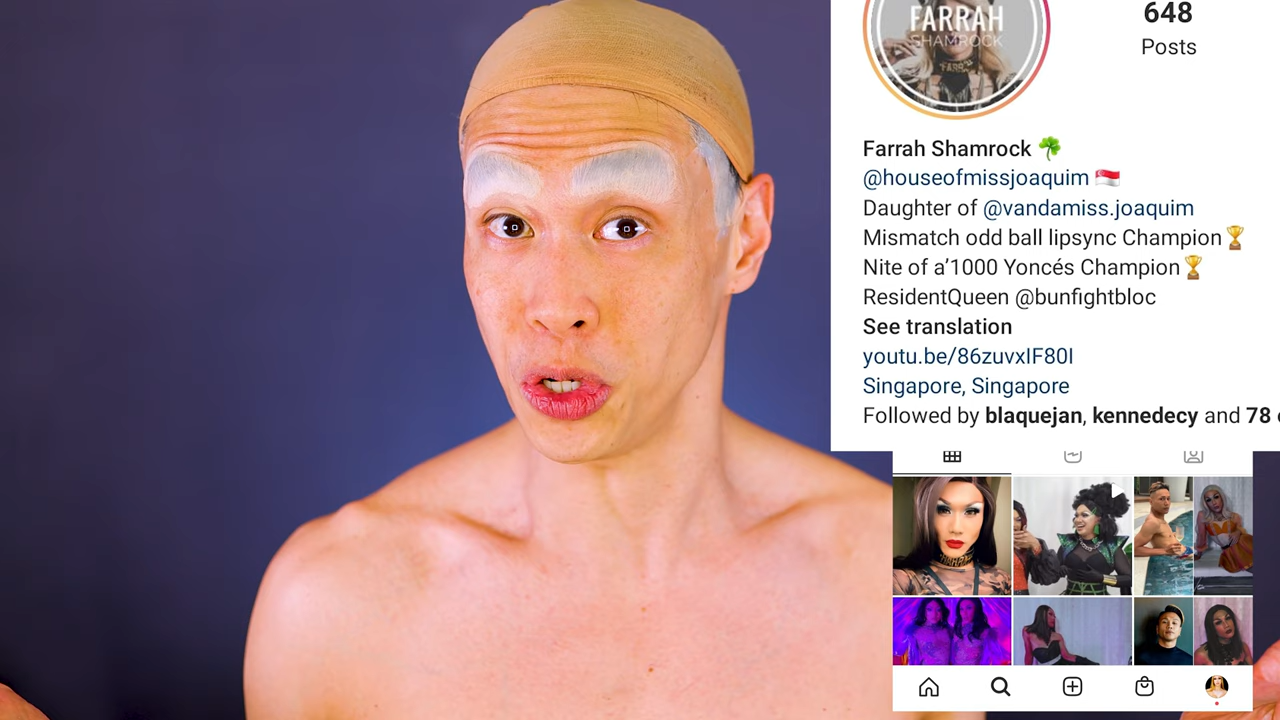 FARRAH
SHAMROCK
648
Posts
Farrah Shamrock ☘️
@houseofmissjoaquim 🇸🇬
Daughter of @vandamiss.joaquim
Mismatch odd ball lipsync Champion🏆
Nite of a'1000 Yoncés Champion🏆
ResidentQueen @bunfightbloc
See translation
youtu.be/86zuvxIF80I
Singapore, Singapore
Followed by blaquejan, kennedecy and 78